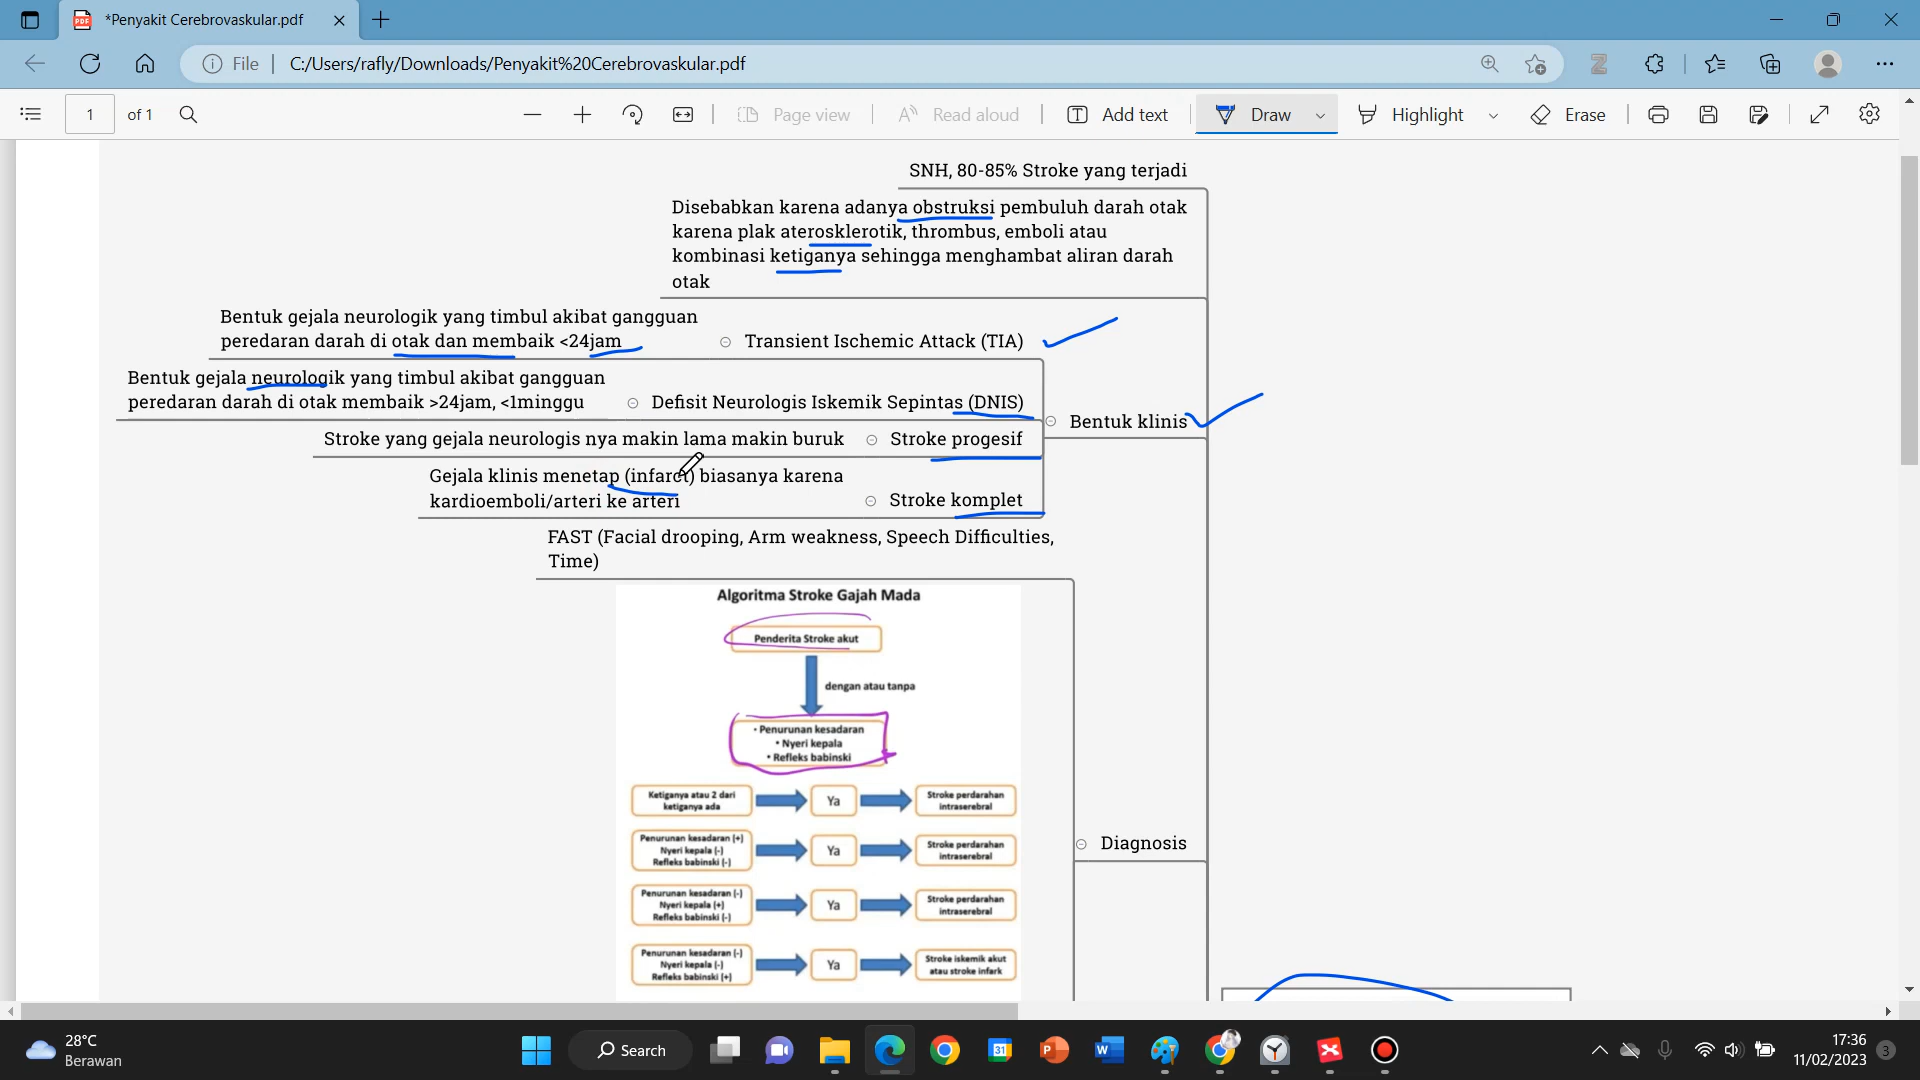 *Penyakit Cerebrovaskular.pdf
File
C:/Users/rafly/Downloads/Penyakit%20Cerebrovaskular.pdf
1 of 1
Page view
Read aloud
Add text
Draw
Highlight
Erase
SNH, 80-85% Stroke yang terjadi
Disebabkan karena adanya obstruksi pembuluh darah otak
karena plak aterosklerotik, thrombus, emboli atau
kombinasi ketiganya sehingga menghambat aliran darah
otak
Bentuk gejala neurologik yang timbul akibat gangguan
peredaran darah di otak dan membaik <24jam
Transient Ischemic Attack (TIA)
Bentuk gejala neurologik yang timbul akibat gangguan
peredaran darah di otak membaik >24jam, <1minggu
Defisit Neurologis Iskemik Sepintas (DNIS)
Bentuk klinis
Stroke yang gejala neurologis nya makin lama makin buruk
Stroke progesif
Gejala klinis menetap (infarct) biasanya karena
kardioemboli/arteri ke arteri
Stroke komplet
FAST (Facial drooping, Arm weakness, Speech Difficulties,
Time)
Algoritma Stroke Gajah Mada
Penderita Stroke akut
dengan atau tanpa
• Penurunan kesadaran
• Nyeri kepala
• Refleks babinski
Ketiganya atau 2 dari
ketiganya ada
Ya
Stroke perdarahan
intraserebral
Penurunan kesadaran (+)
Nyeri kepala (-)
Refleks babinski (-)
Ya
Stroke perdarahan
intraserebral
Diagnosis
Penurunan kesadaran (-)
Nyeri kepala (+)
Refleks babinski (-)
Ya
Stroke perdarahan
intraserebral
Penurunan kesadaran (-)
Nyeri kepala (-)
Refleks babinski (+)
Ya
Stroke iskemik akut
atau stroke infark
28°C
Berawan
Search
31
17:36
11/02/2023
3